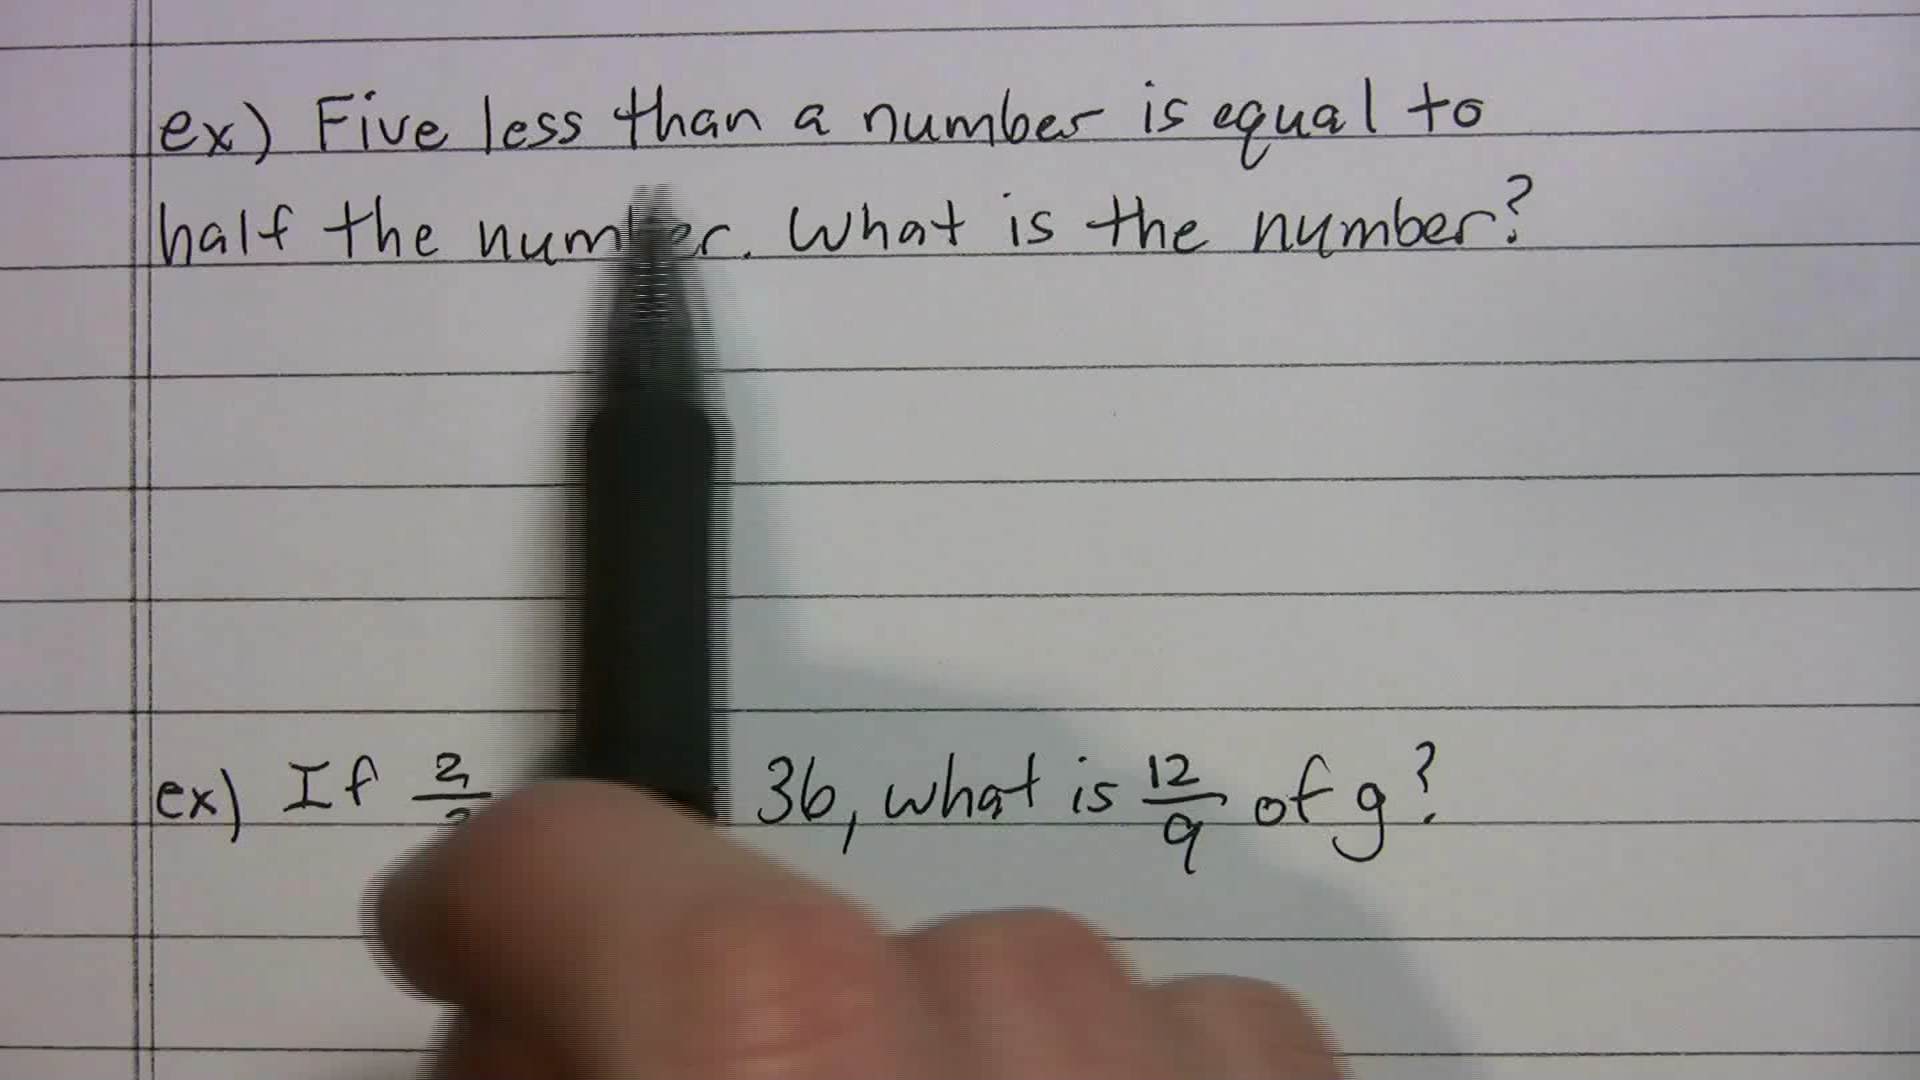 ex) Five less than a number is equal to
half the number. What is the number?
ex) If 2 36, what is 12/9 of g?